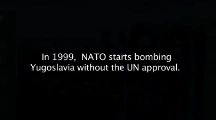 In 1999, NATO starts bombing
Yugoslavia without the UN approval.